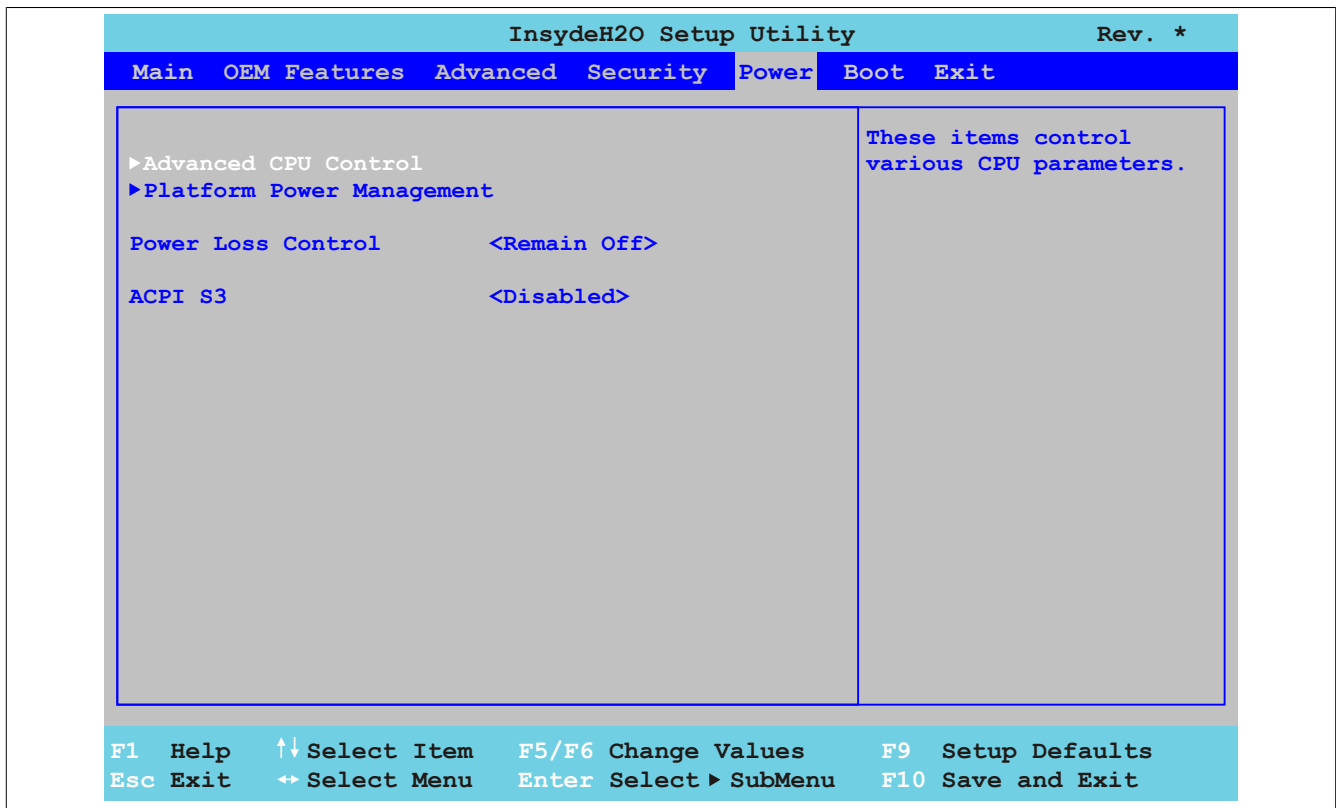 InsydeH2O Setup Utility Rev. *
Main OEM Features Advanced Security Power Boot Exit
▶Advanced CPU Control
▶Platform Power Management
Power Loss Control <Remain Off>
ACPI S3 <Disabled>
These items control
various CPU parameters.
F1 Help ↑↓ Select Item F5/F6 Change Values F9 Setup Defaults
Esc Exit ↔ Select Menu Enter Select ▶ SubMenu F10 Save and Exit